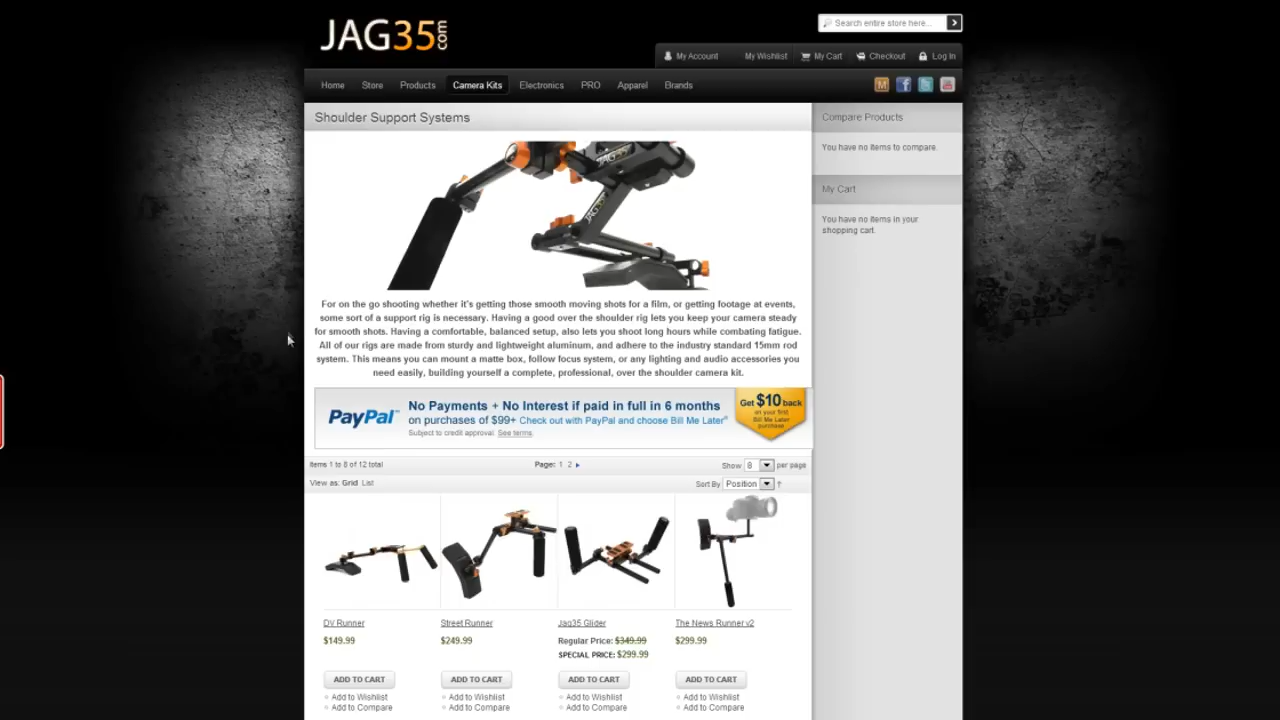 JAG35.com
Search entire store here...
My Account
My Wishlist
My Cart
Checkout
Log In
Home
Store
Products
Camera Kits
Electronics
PRO
Apparel
Brands
Shoulder Support Systems
JAG35
JAG35
For on the go shooting whether it's getting those smooth moving shots for a film, or getting footage at events,
some sort of a support rig is necessary. Having a good over the shoulder rig lets you keep your camera steady
for smooth shots. Having a comfortable, balanced setup, also lets you shoot long hours while combating fatigue.
All of our rigs are made from sturdy and lightweight aluminum, and adhere to the industry standard 15mm rod
system. This means you can mount a matte box, follow focus system, or any lighting and audio accessories you
need easily, building yourself a complete, professional, over the shoulder camera kit.
PayPal™
No Payments + No Interest if paid in full in 6 months
on purchases of $99+ Check out with PayPal and choose Bill Me Later®
Subject to credit approval. See terms.
Get $10 back
on your first
Bill Me Later
purchase.
Items 1 to 8 of 12 total
Page: 1 2
Show 8 per page
View as: Grid List
Sort By Position
DV Runner
$149.99
ADD TO CART
Add to Wishlist
Add to Compare
Street Runner
$249.99
ADD TO CART
Add to Wishlist
Add to Compare
Jag35 Glider
Regular Price: $349.99
SPECIAL PRICE: $299.99
ADD TO CART
Add to Wishlist
Add to Compare
The News Runner v2
$299.99
ADD TO CART
Add to Wishlist
Add to Compare
Compare Products
You have no items to compare.
My Cart
You have no items in your
shopping cart.